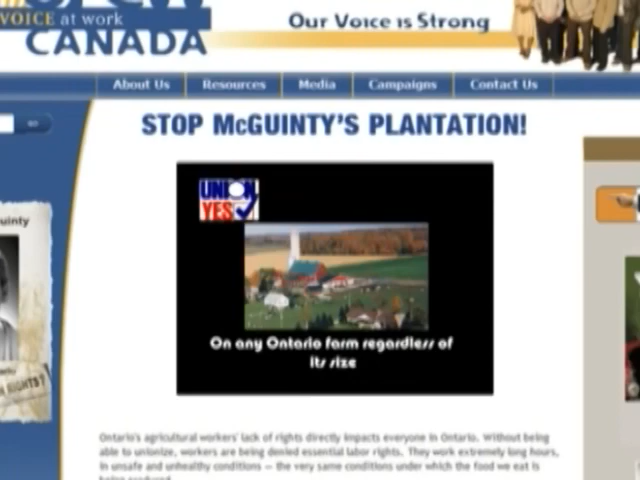 VOICE at work
CANADA
Our Voice is Strong
About Us
Resources
Media
Campaigns
Contact Us
STOP McGUINTY'S PLANTATION!
UNION
YES
On any Ontario farm regardless of
its size
Ontario's agricultural workers' lack of rights directly impacts everyone in Ontario. Without being
able to unionize, workers are being denied essential labor rights. They work extremely long hours,
in unsafe and unhealthy conditions — the very same conditions under which the food we eat is
being produced.